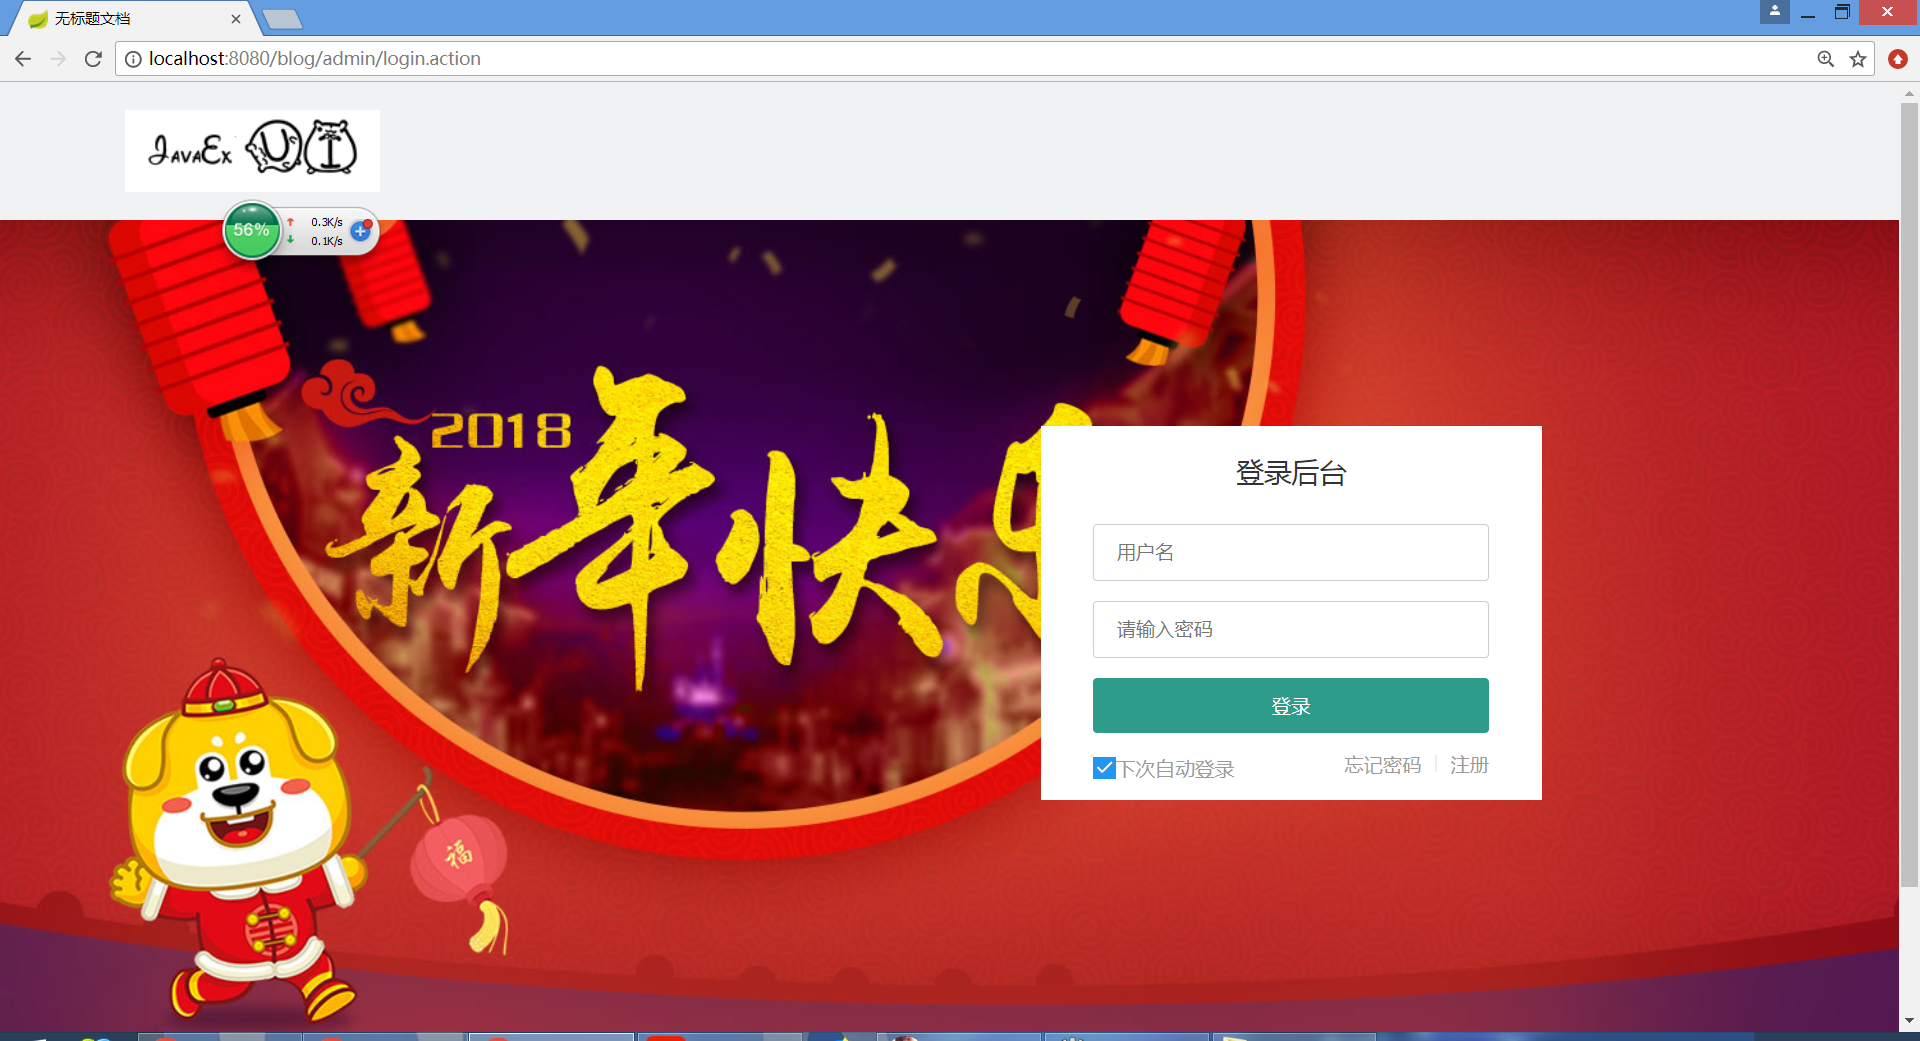 无标题文档
localhost:8080/blog/admin/login.action
JavaEx UI
56%
0.3K/s
0.1K/s
2018
新年快乐
登录后台
用户名
请输入密码
登录
下次自动登录
忘记密码
注册
福